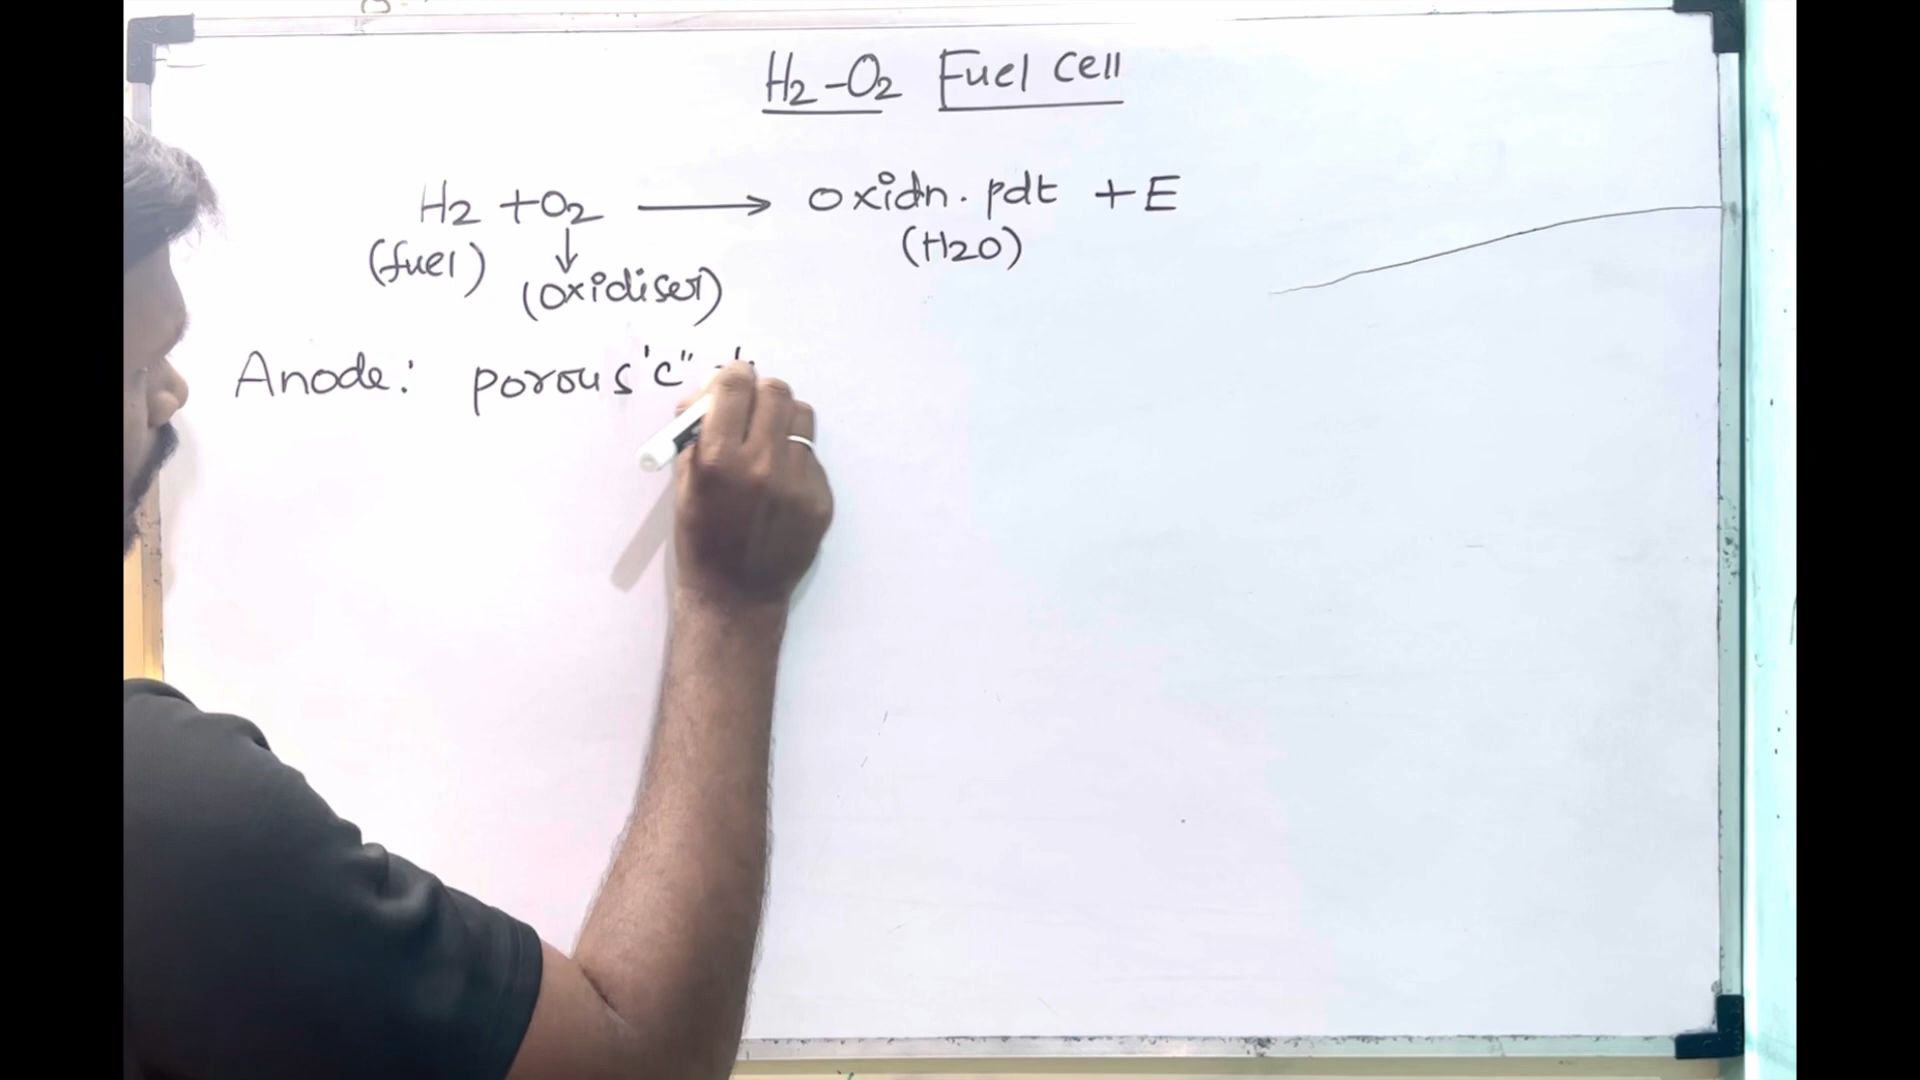 H2-O2 Fuel cell
H2 + O2 ⟶ oxidn. pdt + E
(fuel) ↓ (H2O)
(oxidiser)
Anode: porous 'c"